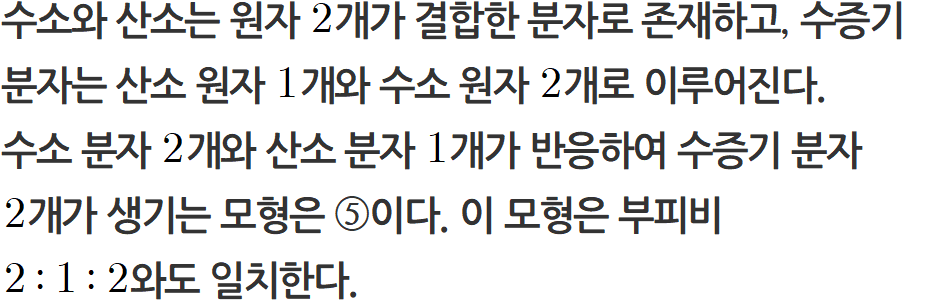 수소와 산소는 원자 2개가 결합한 분자로 존재하고, 수증기
분자는 산소 원자 1개와 수소 원자 2개로 이루어진다.
수소 분자 2개와 산소 분자 1개가 반응하여 수증기 분자
2개가 생기는 모형은 ⑤이다. 이 모형은 부피비
2 : 1 : 2와도 일치한다.